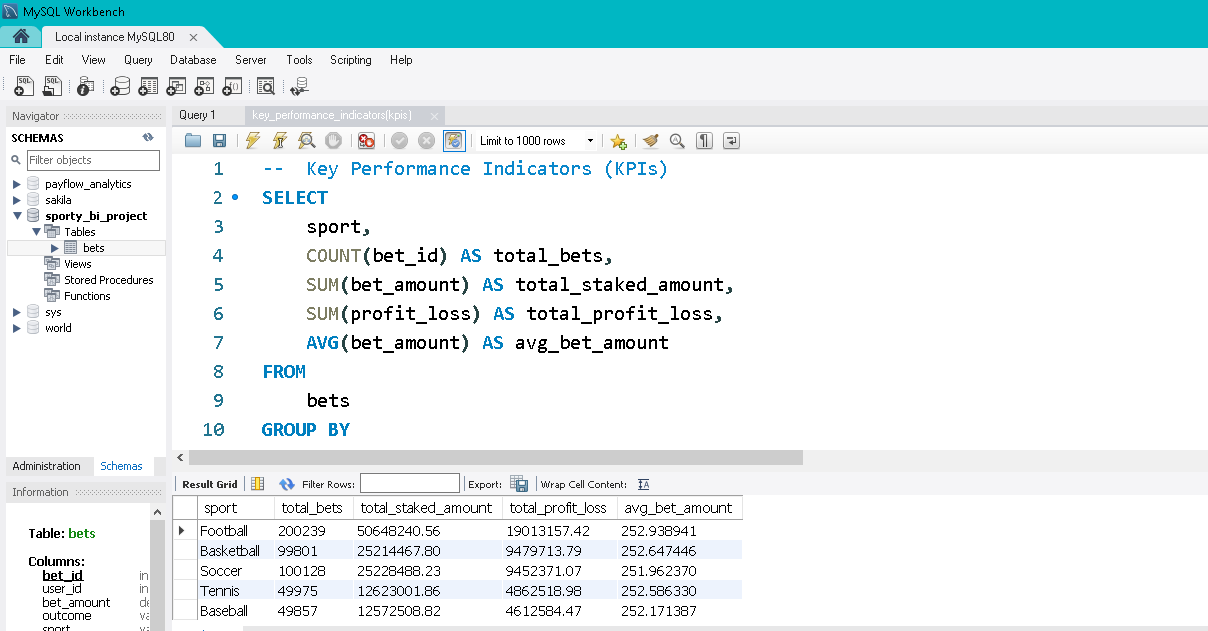 MySQL Workbench
Local instance MySQL80
File Edit View Query Database Server Tools Scripting Help
Navigator
SCHEMAS
Filter objects
payflow_analytics
sakila
sporty_bi_project
Tables
bets
Views
Stored Procedures
Functions
sys
world
Administration Schemas
Information
Table: bets
Columns:
bet_id in
user_id in
bet_amount de
outcome va
sport va
Query 1 key_performance_indicators(kpis)
Limit to 1000 rows
1 -- Key Performance Indicators (KPIs)
2 SELECT
3 sport,
4 COUNT(bet_id) AS total_bets,
5 SUM(bet_amount) AS total_staked_amount,
6 SUM(profit_loss) AS total_profit_loss,
7 AVG(bet_amount) AS avg_bet_amount
8 FROM
9 bets
10 GROUP BY
Result Grid Filter Rows: Export: Wrap Cell Content:
sport total_bets total_staked_amount total_profit_loss avg_bet_amount
Football 200239 50648240.56 19013157.42 252.938941
Basketball 99801 25214467.80 9479713.79 252.647446
Soccer 100128 25228488.23 9452371.07 251.962370
Tennis 49975 12623001.86 4862518.98 252.586330
Baseball 49857 12572508.82 4612584.47 252.171387